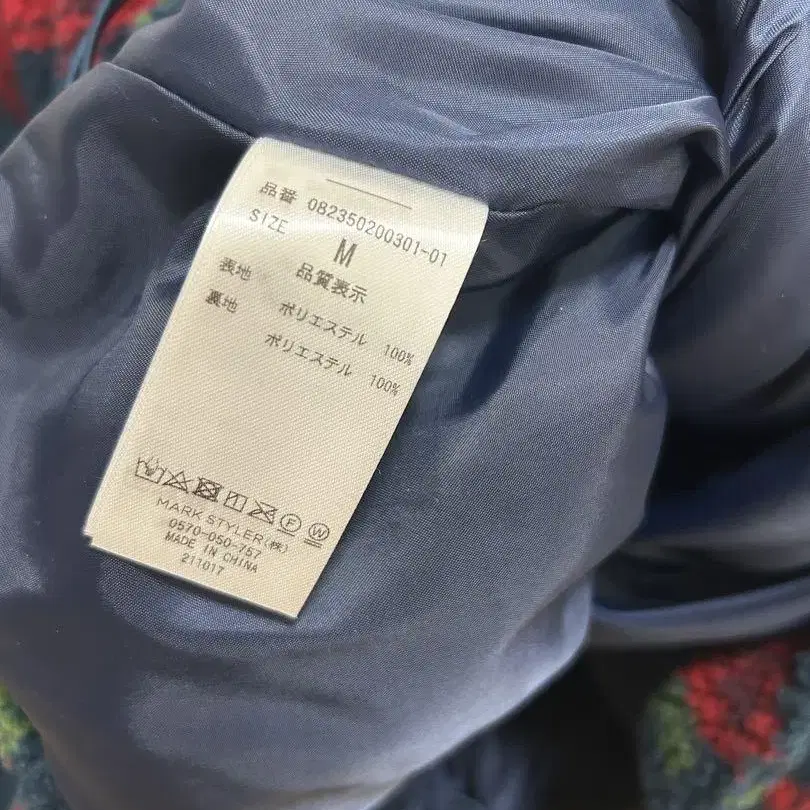 品番 082350200301-01
SIZE M
品質表示
表地 ポリエステル 100%
裏地 ポリエステル 100%
MARK STYLER(株)
0570-050-757
MADE IN CHINA
211017